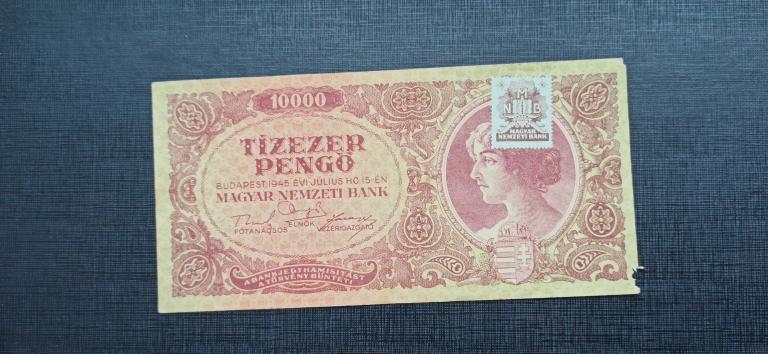 10000
TÍZEZER
PENGŐ
BUDAPEST, 1945. ÉVI JÚLIUS HÓ 15-ÉN
MAGYAR NEMZETI BANK
FŐTANÁCSOS
ELNÖK
VEZÉRIGAZGATÓ
A BANKJEGYHAMISÍTÁST
A TÖRVÉNY BÜNTETI
M
N B
MAGYAR
NEMZETI BANK